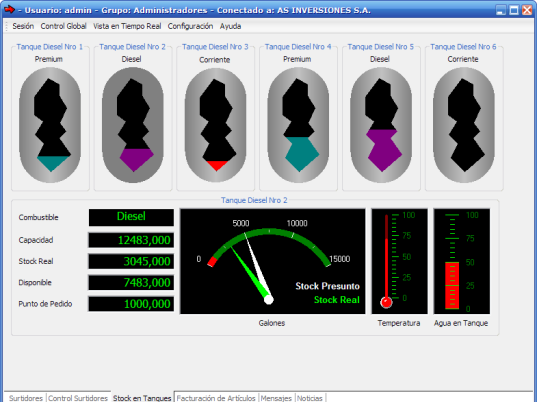 - Usuario: admin - Grupo: Administradores - Conectado a: AS INVERSIONES S.A.
Sesión Control Global Vista en Tiempo Real Configuración Ayuda
Tanque Diesel Nro 1 Tanque Diesel Nro 2 Tanque Diesel Nro 3 Tanque Diesel Nro 4 Tanque Diesel Nro 5 Tanque Diesel Nro 6
Premium Diesel Corriente Premium Diesel Corriente
Tanque Diesel Nro 2
Combustible Diesel
Capacidad 12483,000
Stock Real 3045,000
Disponible 7483,000
Punto de Pedido 1000,000
0 5000 10000 15000
Stock Presunto
Stock Real
Galones
100
75
50
25
0
Temperatura
100
75
50
25
0
Agua en Tanque
Surtidores Control Surtidores Stock en Tanques Facturación de Artículos Mensajes Noticias